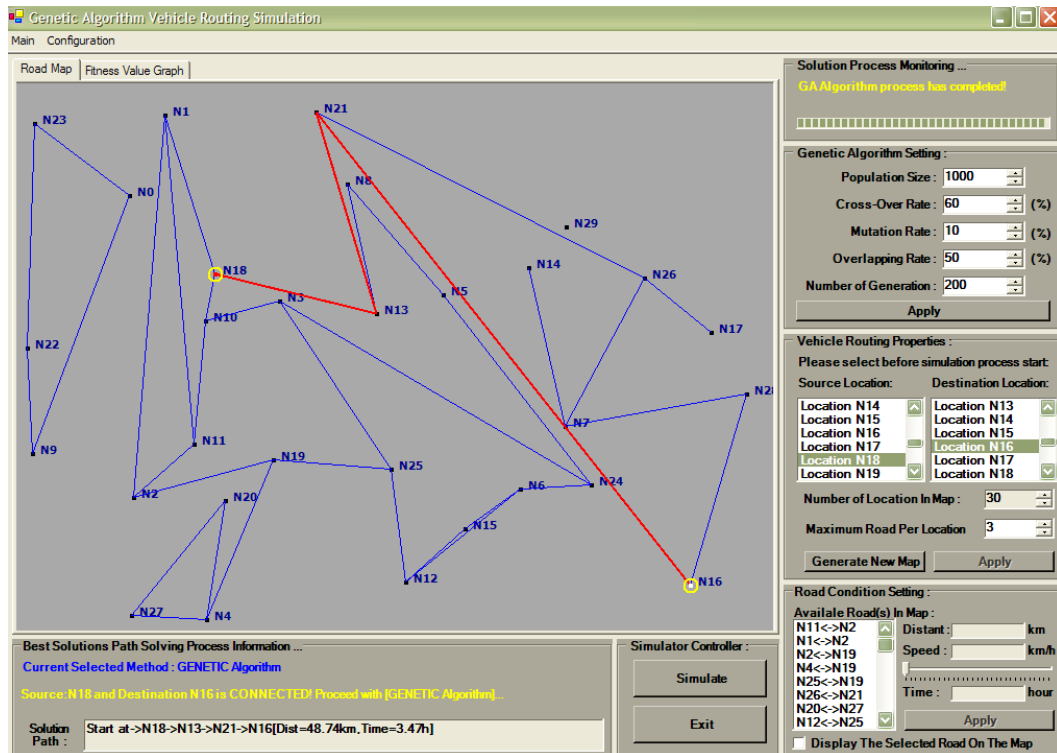 Genetic Algorithm Vehicle Routing Simulation
Main Configuration
Road Map Fitness Value Graph
N23
N1
N21
N0
N8
N29
N18
N14
N26
N3
N5
N10
N13
N17
N22
N28
N7
N9
N11
N19
N25
N2
N20
N6
N24
N15
N12
N16
N27
N4
Solution Process Monitoring ...
GA Algorithm process has completed!
Genetic Algorithm Setting :
Population Size : 1000
Cross-Over Rate : 60 (%)
Mutation Rate : 10 (%)
Overlapping Rate : 50 (%)
Number of Generation : 200
Apply
Vehicle Routing Properties :
Please select before simulation process start:
Source Location: Destination Location:
Location N14 Location N13
Location N15 Location N14
Location N16 Location N15
Location N17 Location N16
Location N18 Location N17
Location N19 Location N18
Number of Location In Map : 30
Maximum Road Per Location 3
Generate New Map Apply
Road Condition Setting :
Availale Road(s) In Map :
N11<->N2
N1<->N2
N2<->N19
N4<->N19
N25<->N19
N26<->N21
N20<->N27
N12<->N25
Distant : km
Speed : km/h
Time : hour
Apply
Display The Selected Road On The Map
Best Solutions Path Solving Process Information ...
Current Selected Method : GENETIC Algorithm
Source:N18 and Destination N16 is CONNECTED! Proceed with [GENETIC Algorithm]...
Solution Path : Start at->N18->N13->N21->N16[Dist=48.74km,Time=3.47h]
Simulator Controller :
Simulate
Exit